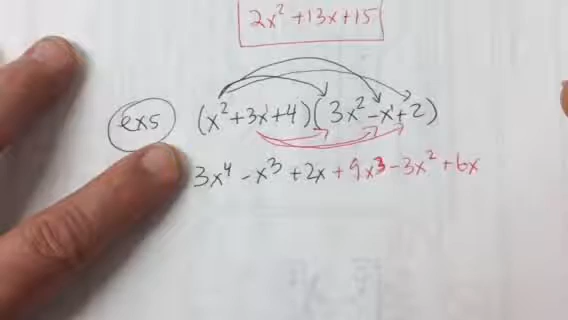 2x² + 13x + 15
ex5 (x² + 3x + 4)(3x² - x + 2)
3x⁴ - x³ + 2x + 9x³ - 3x² + 6x